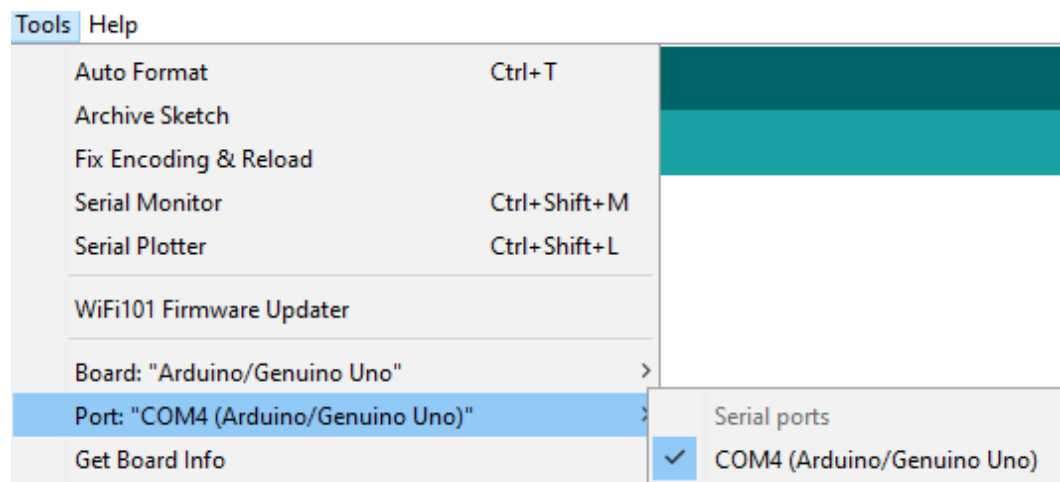 Tools Help
Auto Format Ctrl+T
Archive Sketch
Fix Encoding & Reload
Serial Monitor Ctrl+Shift+M
Serial Plotter Ctrl+Shift+L
WiFi101 Firmware Updater
Board: "Arduino/Genuino Uno"
Port: "COM4 (Arduino/Genuino Uno)"
Serial ports
Get Board Info
COM4 (Arduino/Genuino Uno)